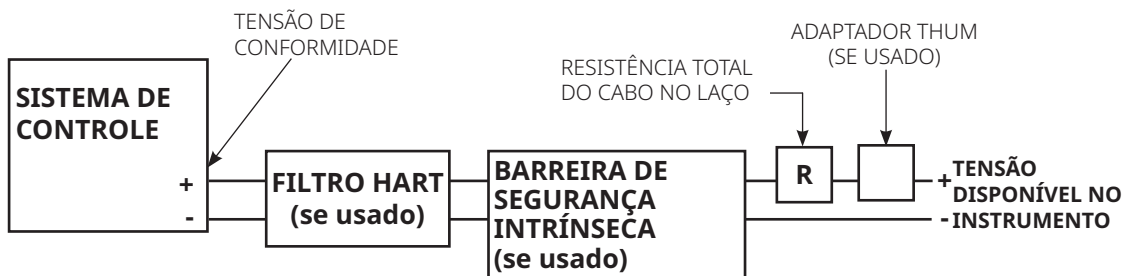 TENSÃO DE
CONFORMIDADE
ADAPTADOR THUM
(SE USADO)
RESISTÊNCIA TOTAL
DO CABO NO LAÇO
SISTEMA DE
CONTROLE
+
-
FILTRO HART
(se usado)
BARREIRA DE
SEGURANÇA
INTRÍNSECA
(se usado)
R
+ TENSÃO
DISPONÍVEL NO
- INSTRUMENTO